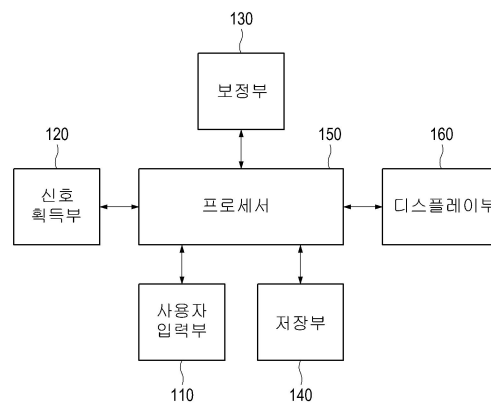 130
보정부
120
150
160
신호
획득부
프로세서
디스플레이부
사용자
입력부
저장부
110
140